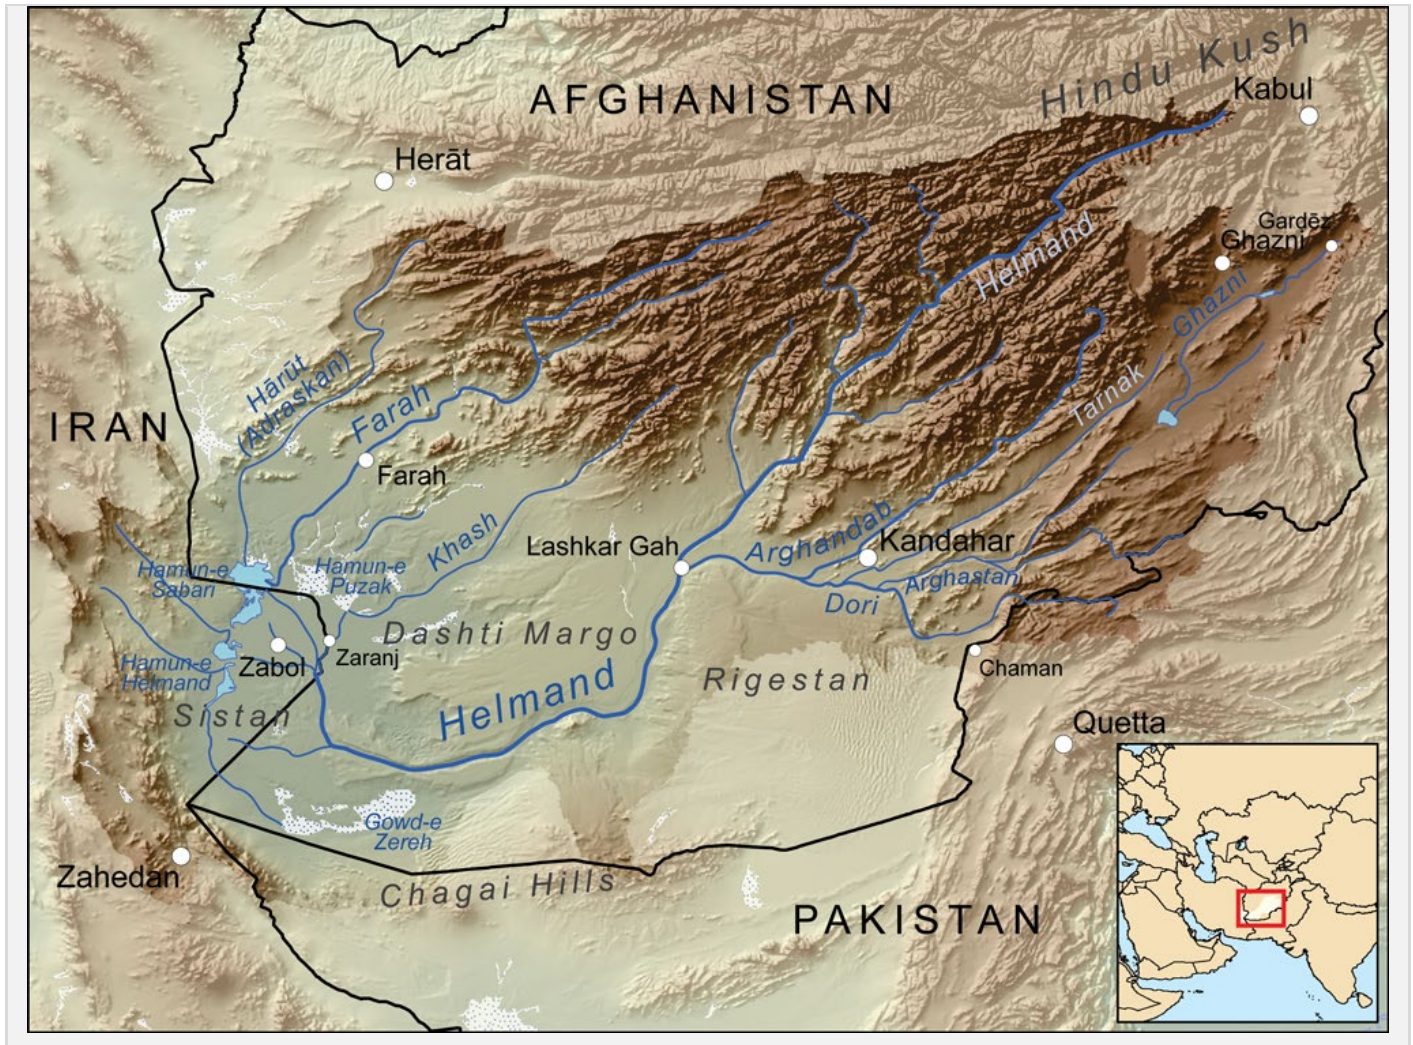 Hindu Kush
AFGHANISTAN
Kabul
Herāt
Gardēz
Ghazni
Helmand
Ghazni
Hārūt
(Adraskan)
Farah
Tarnak
IRAN
Farah
Khash
Lashkar Gah
Arghandab
Kandahar
Hamun-e
Sabari
Hamun-e
Puzak
Arghastan
Dori
Dashti Margo
Zabol
Zaranj
Chaman
Hamun-e
Helmand
Rigestan
Helmand
Sistan
Quetta
Gowd-e
Zereh
Zahedan
Chagai Hills
PAKISTAN